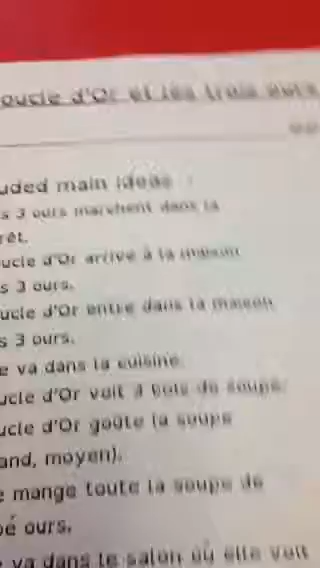 oucle d'Or et les trois ours
uded main ideas :
s 3 ours marchent dans la
rêt.
ucle d'Or arrive à la maison
s 3 ours.
ucle d'Or entre dans la maison
s 3 ours.
e va dans la cuisine.
ucle d'Or voit 3 bols de soupe.
ucle d'Or goûte la soupe
and, moyen).
e mange toute la soupe de
bé ours.
va dans le salon où elle voit